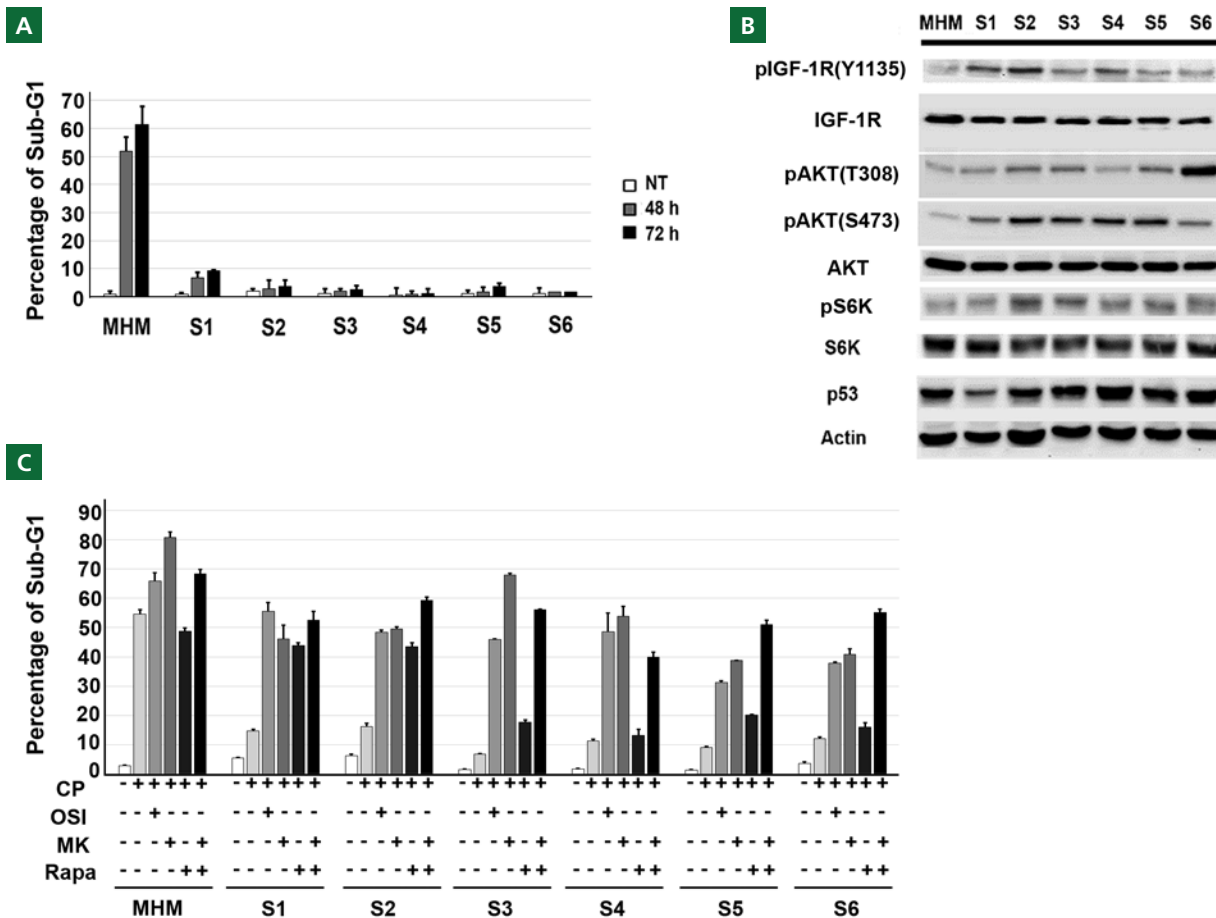 A
Percentage of Sub-G1
70
60
50
40
30
20
10
0
MHM S1 S2 S3 S4 S5 S6
NT
48 h
72 h
B
MHM S1 S2 S3 S4 S5 S6
pIGF-1R(Y1135)
IGF-1R
pAKT(T308)
pAKT(S473)
AKT
pS6K
S6K
p53
Actin
C
Percentage of Sub-G1
90
80
70
60
50
40
30
20
10
0
CP - + + + + + - + + + + + - + + + + + - + + + + + - + + + + + - + + + + + - + + + + +
OSI - - + - - - - - + - - - - - + - - - - - + - - - - - + - - - - - + - - - - - + - - -
MK - - - + - + - - - + - + - - - + - + - - - + - + - - - + - + - - - + - + - - - + - +
Rapa - - - - + + - - - - + + - - - - + + - - - - + + - - - - + + - - - - + + - - - - + +
MHM S1 S2 S3 S4 S5 S6